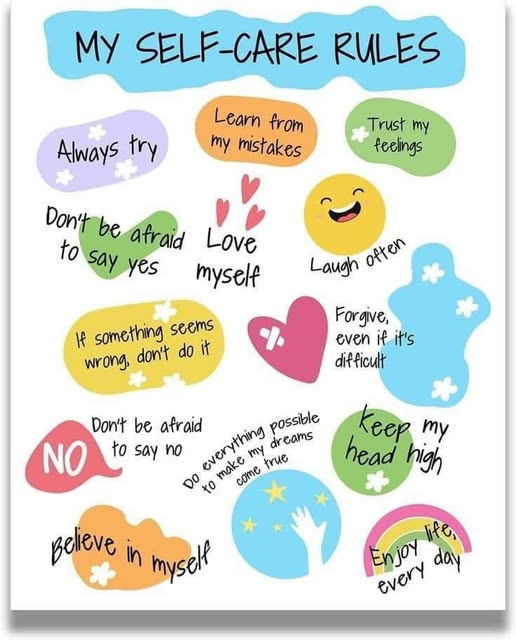 MY SELF-CARE RULES
Always try
Learn from
my mistakes
Trust my
feelings
Don't be afraid
to say yes
Love
myself
Laugh often
If something seems
wrong, don't do it
Forgive,
even if it's
difficult
NO
Don't be afraid
to say no
Do everything possible
to make my dreams
come true
Keep my
head high
Believe in myself
Enjoy life,
every day